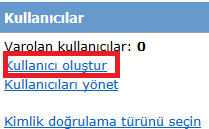 Kullanıcılar
Varolan kullanıcılar: 0
Kullanıcı oluştur
Kullanıcıları yönet
Kimlik doğrulama türünü seçin